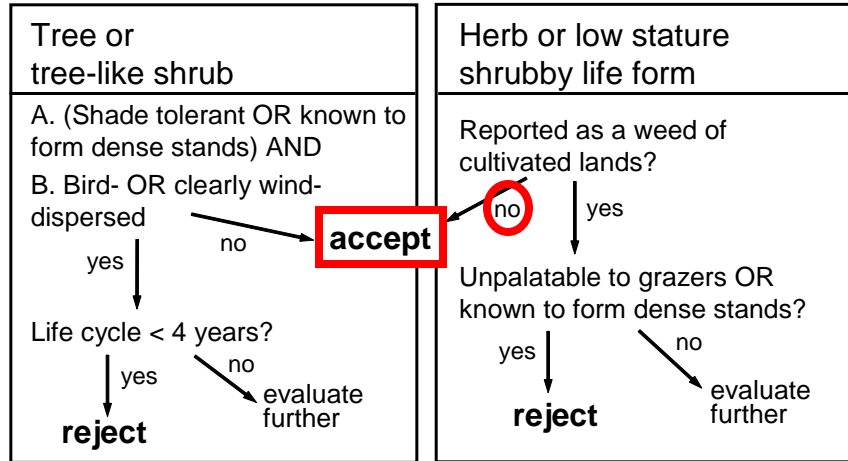 Tree or
tree-like shrub
A. (Shade tolerant OR known to
form dense stands) AND
B. Bird- OR clearly wind-
dispersed
no
yes
Life cycle < 4 years?
yes
no
reject
evaluate
further
accept
Herb or low stature
shrubby life form
Reported as a weed of
cultivated lands?
no
yes
Unpalatable to grazers OR
known to form dense stands?
yes
no
reject
evaluate
further